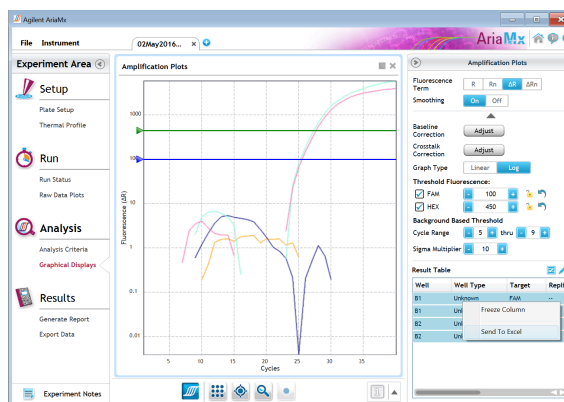 Agilent AriaMx
File Instrument
02May2016... ×
AriaMx
Experiment Area
Setup
Plate Setup
Thermal Profile
Run
Run Status
Raw Data Plots
Analysis
Analysis Criteria
Graphical Displays
Results
Generate Report
Export Data
Experiment Notes
Amplification Plots
Fluorescence (ΔR)
1000
100
10
1
0.1
0.01
5 10 15 20 25 30 35
Cycles
Amplification Plots
Fluorescence Term R Rn ΔR ΔRn
Smoothing On Off
Baseline Correction Adjust
Crosstalk Correction Adjust
Graph Type Linear Log
Threshold Fluorescence:
FAM - 100 +
HEX - 450 +
Background Based Threshold
Cycle Range - 5 + thru - 9 +
Sigma Multiplier - 10 +
Result Table
Well Well Type Target Repli
B1 Unknown FAM --
B1 Un
B2 Un
B2 Un
Freeze Column
Send To Excel